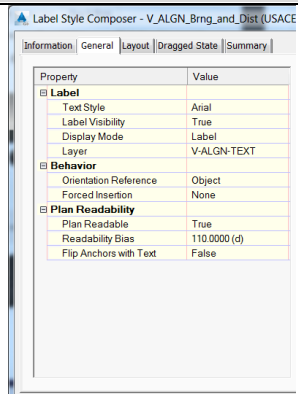 Label Style Composer - V_ALGN_Brng_and_Dist (USACE
Information General Layout Dragged State Summary
Property Value
Label
Text Style Arial
Label Visibility True
Display Mode Label
Layer V-ALGN-TEXT
Behavior
Orientation Reference Object
Forced Insertion None
Plan Readability
Plan Readable True
Readability Bias 110.0000 (d)
Flip Anchors with Text False